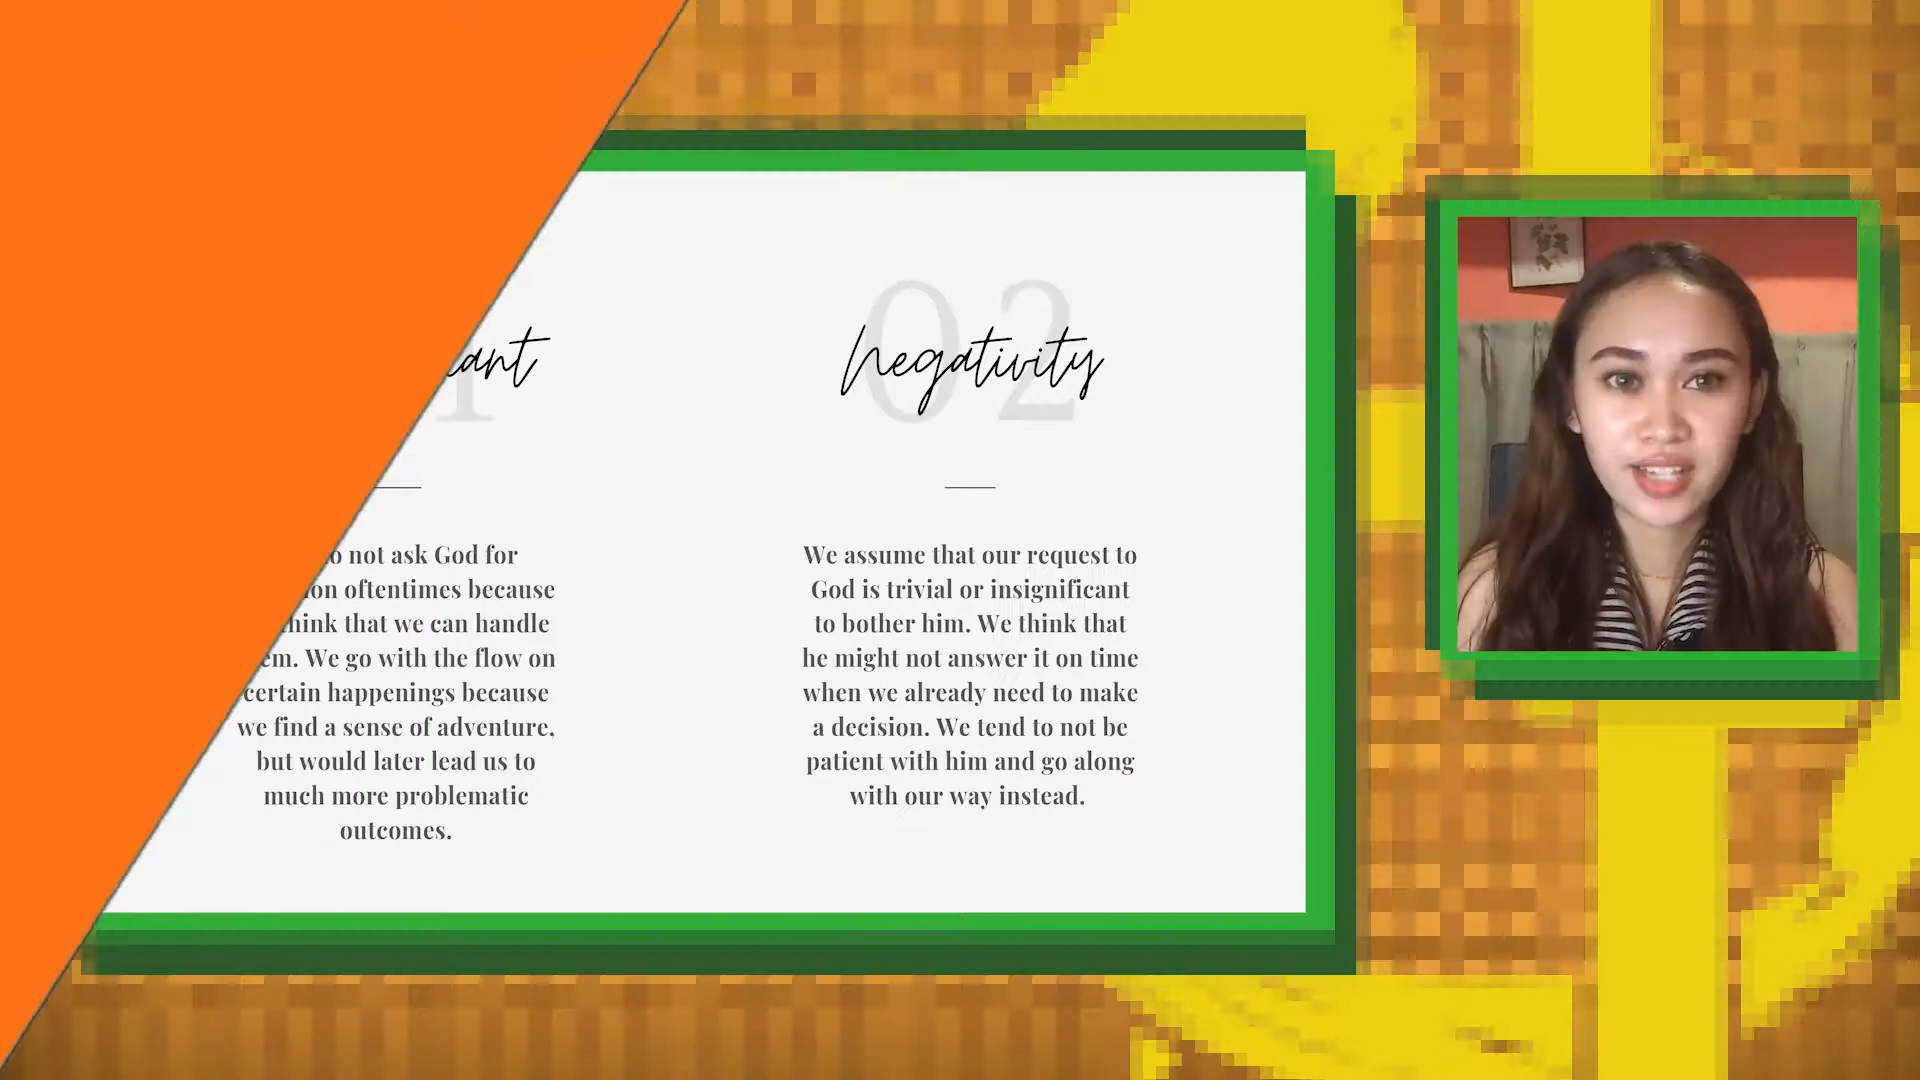 02
Negativity
not ask God for
oftentimes because
think that we can handle
We go with the flow on
certain happenings because
we find a sense of adventure,
but would later lead us to
much more problematic
outcomes.
We assume that our request to
God is trivial or insignificant
to bother him. We think that
he might not answer it on time
when we already need to make
a decision. We tend to not be
patient with him and go along
with our way instead.